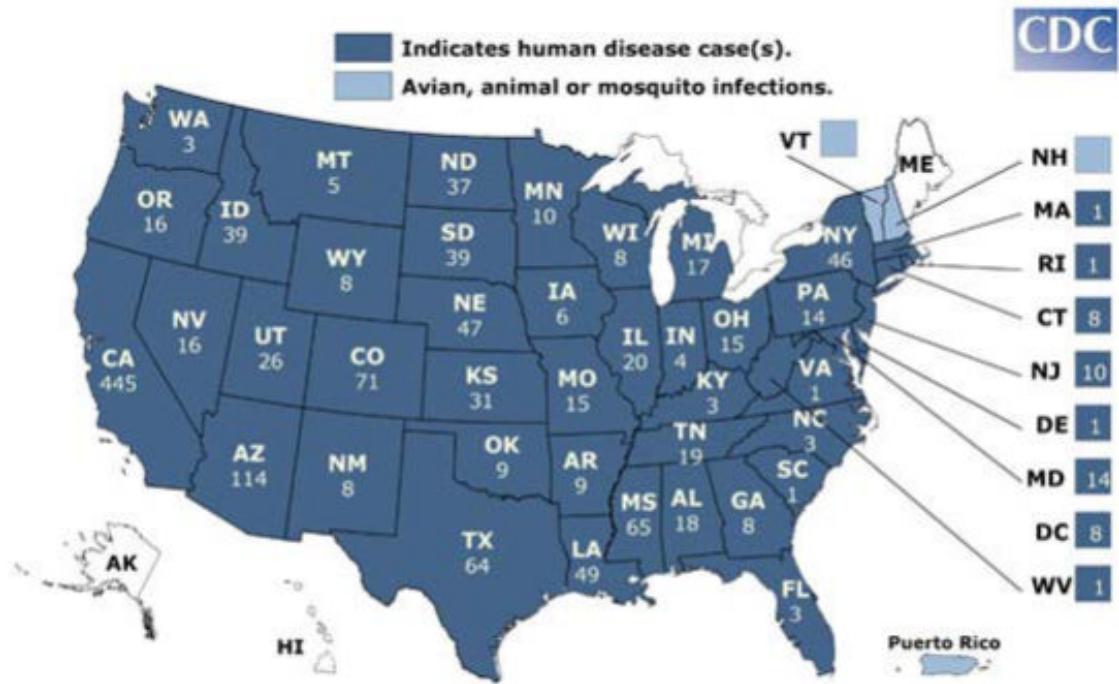 Indicates human disease case(s).
Avian, animal or mosquito infections.
CDC
WA
3
MT
5
ND
37
MN
10
VT
ME
NH
OR
16
ID
39
SD
39
WI
8
MI
17
NY
46
MA 1
WY
8
RI 1
NE
47
IA
6
PA
14
CT 8
NV
16
UT
26
CO
71
IL
20
IN
4
OH
15
NJ 10
CA
445
KS
31
MO
15
KY
3
VA
1
DE 1
AZ
114
NM
8
OK
9
AR
9
TN
19
NC
3
MD 14
SC
1
MS
65
AL
18
GA
8
DC 8
TX
64
LA
49
WV 1
AK
FL
3
HI
Puerto Rico